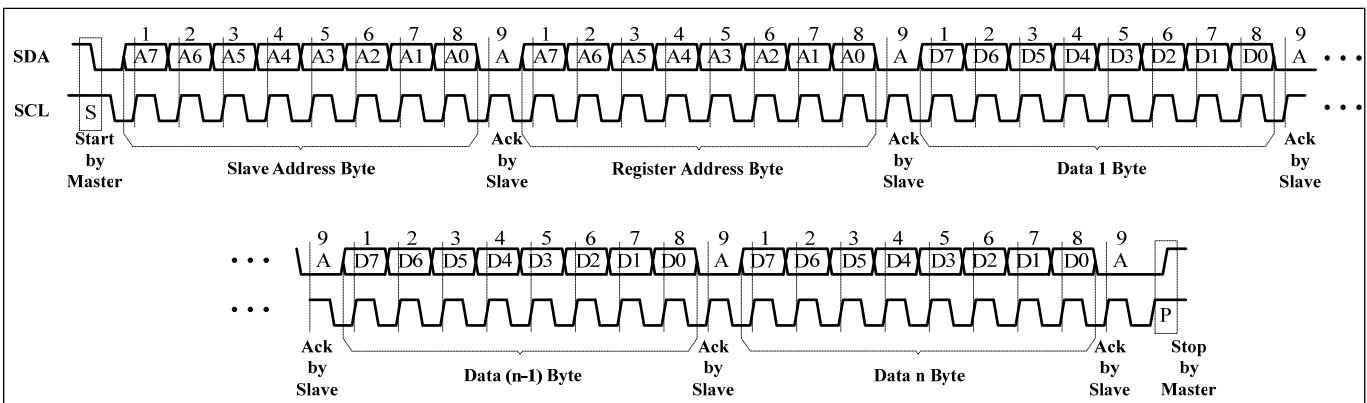 1 2 3 4 5 6 7 8 9 1 2 3 4 5 6 7 8 9 1 2 3 4 5 6 7 8 9
SDA A7 A6 A5 A4 A3 A2 A1 A0 A A7 A6 A5 A4 A3 A2 A1 A0 A D7 D6 D5 D4 D3 D2 D1 D0 A
SCL S
Start by Master
Slave Address Byte
Ack by Slave
Register Address Byte
Ack by Slave
Data 1 Byte
Ack by Slave
9 1 2 3 4 5 6 7 8 9 1 2 3 4 5 6 7 8 9
A D7 D6 D5 D4 D3 D2 D1 D0 A D7 D6 D5 D4 D3 D2 D1 D0 A
P
Ack by Slave
Data (n-1) Byte
Ack by Slave
Data n Byte
Ack by Slave
Stop by Master